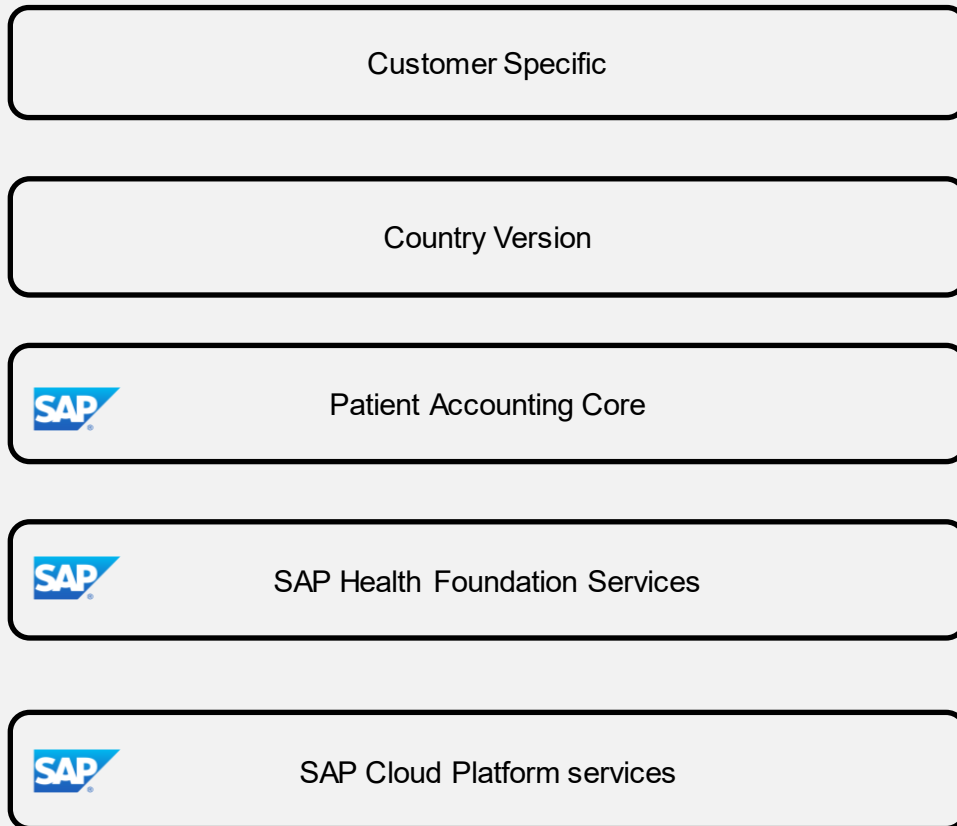 Customer Specific
Country Version
SAP
®
Patient Accounting Core
SAP
®
SAP Health Foundation Services
SAP
®
SAP Cloud Platform services